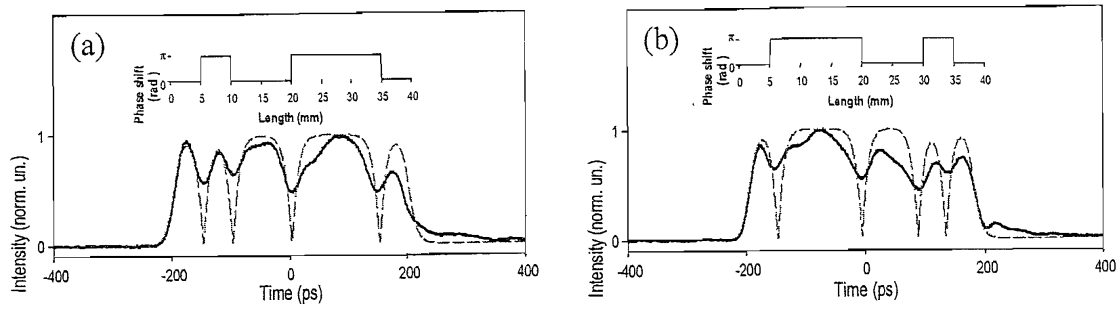 (a)
Phase shift
(rad)
π
0
0 5 10 15 20 25 30 35 40
Length (mm)
Intensity (norm. un.)
1
0
-400 -200 0 200 400
Time (ps)
(b)
Phase shift
(rad)
π
0
0 5 10 15 20 25 30 35 40
Length (mm)
Intensity (norm. un.)
1
0
-400 -200 0 200 400
Time (ps)